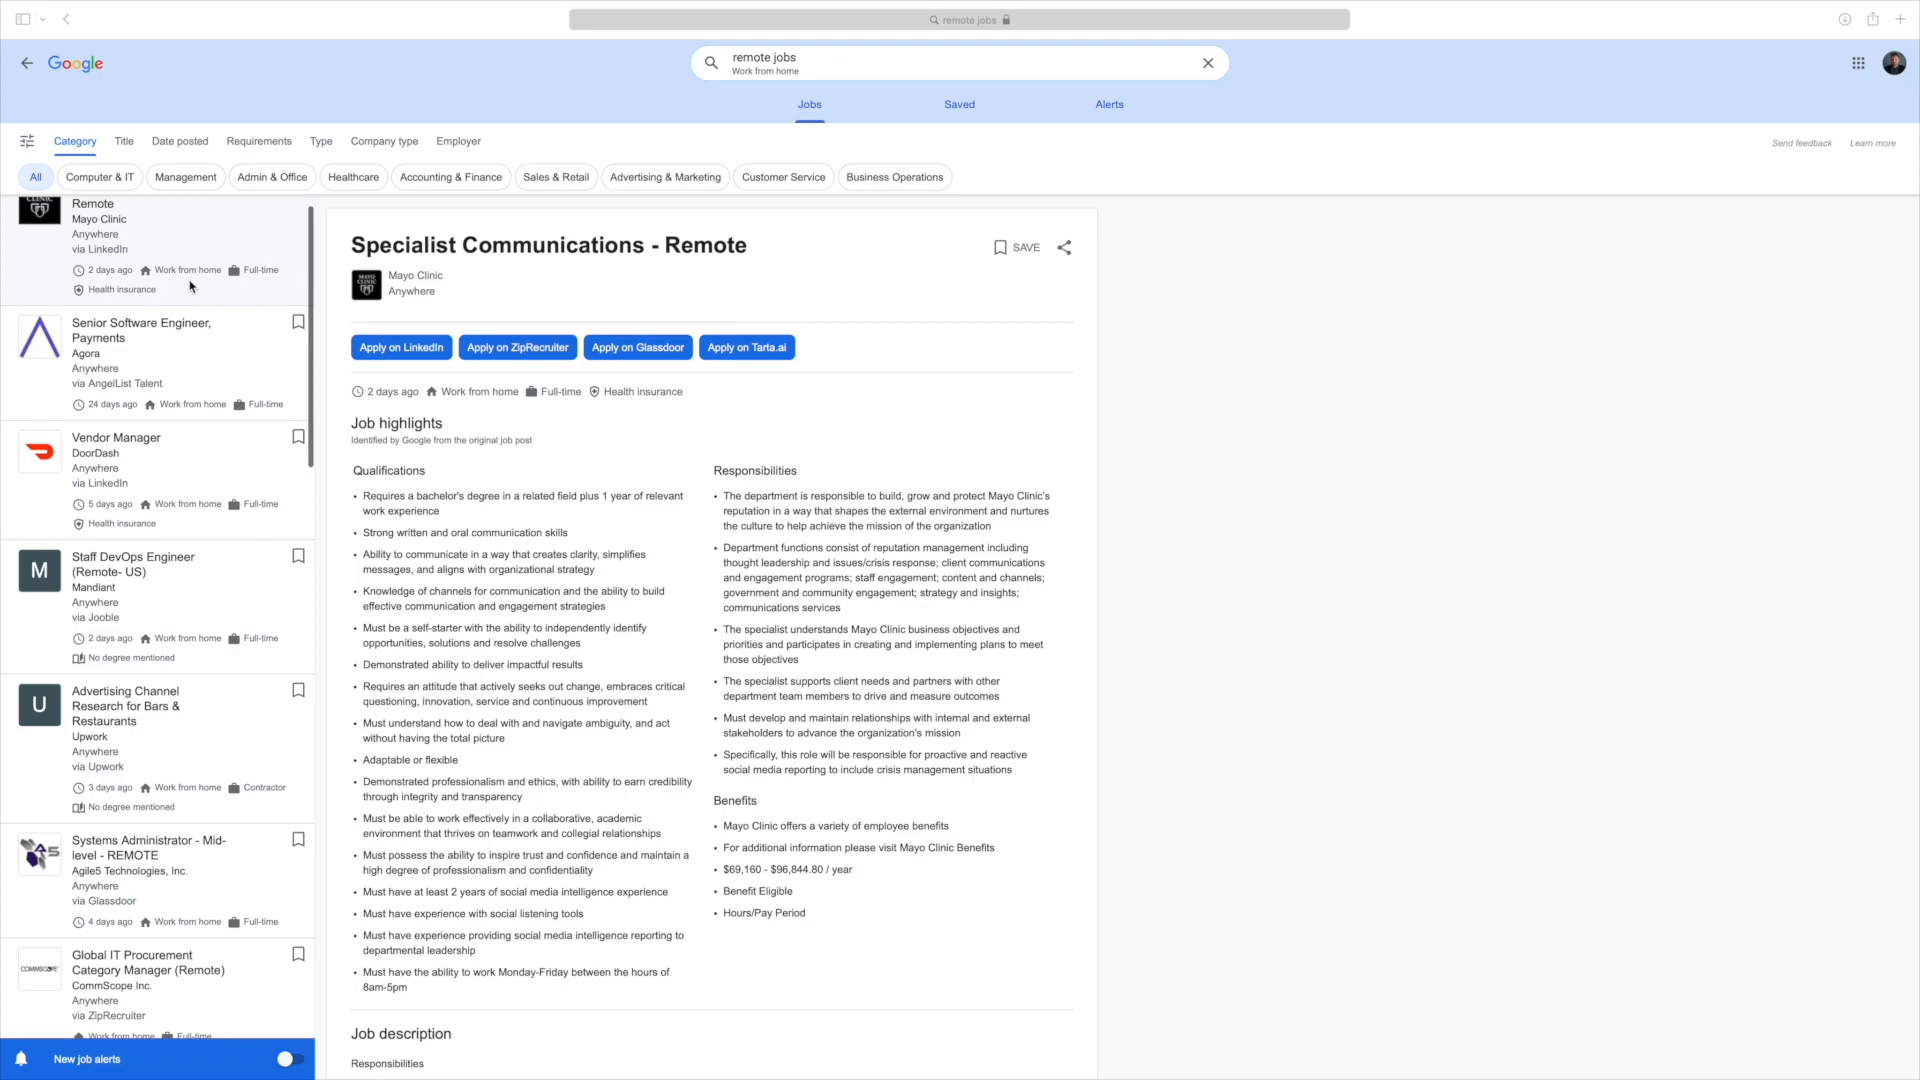 remote jobs
Google
remote jobs
Work from home
Jobs
Saved
Alerts
Category
Title
Date posted
Requirements
Type
Company type
Employer
Send feedback
Learn more
All
Computer & IT
Management
Admin & Office
Healthcare
Accounting & Finance
Sales & Retail
Advertising & Marketing
Customer Service
Business Operations
CLINIC
Remote
Mayo Clinic
Anywhere
via LinkedIn
2 days ago Work from home Full-time
Health insurance
Senior Software Engineer,
Payments
Agora
Anywhere
via AngelList Talent
24 days ago Work from home Full-time
Vendor Manager
DoorDash
Anywhere
via LinkedIn
5 days ago Work from home Full-time
Health insurance
M
Staff DevOps Engineer
(Remote- US)
Mandiant
Anywhere
via Jooble
2 days ago Work from home Full-time
No degree mentioned
U
Advertising Channel
Research for Bars &
Restaurants
Upwork
Anywhere
via Upwork
3 days ago Work from home Contractor
No degree mentioned
Systems Administrator - Mid-
level - REMOTE
Agile5 Technologies, Inc.
Anywhere
via Glassdoor
4 days ago Work from home Full-time
COMMSCOPE
Global IT Procurement
Category Manager (Remote)
CommScope Inc.
Anywhere
via ZipRecruiter
Work from home Full-time
New job alerts
Specialist Communications - Remote
SAVE
MAYO
CLINIC
Mayo Clinic
Anywhere
Apply on LinkedIn
Apply on ZipRecruiter
Apply on Glassdoor
Apply on Tarta.ai
2 days ago Work from home Full-time Health insurance
Job highlights
Identified by Google from the original job post
Qualifications
• Requires a bachelor's degree in a related field plus 1 year of relevant
work experience
• Strong written and oral communication skills
• Ability to communicate in a way that creates clarity, simplifies
messages, and aligns with organizational strategy
• Knowledge of channels for communication and the ability to build
effective communication and engagement strategies
• Must be a self-starter with the ability to independently identify
opportunities, solutions and resolve challenges
• Demonstrated ability to deliver impactful results
• Requires an attitude that actively seeks out change, embraces critical
questioning, innovation, service and continuous improvement
• Must understand how to deal with and navigate ambiguity, and act
without having the total picture
• Adaptable or flexible
• Demonstrated professionalism and ethics, with ability to earn credibility
through integrity and transparency
• Must be able to work effectively in a collaborative, academic
environment that thrives on teamwork and collegial relationships
• Must possess the ability to inspire trust and confidence and maintain a
high degree of professionalism and confidentiality
• Must have at least 2 years of social media intelligence experience
• Must have experience with social listening tools
• Must have experience providing social media intelligence reporting to
departmental leadership
• Must have the ability to work Monday-Friday between the hours of
8am-5pm
Responsibilities
• The department is responsible to build, grow and protect Mayo Clinic's
reputation in a way that shapes the external environment and nurtures
the culture to help achieve the mission of the organization
• Department functions consist of reputation management including
thought leadership and issues/crisis response; client communications
and engagement programs; staff engagement; content and channels;
government and community engagement; strategy and insights;
communications services
• The specialist understands Mayo Clinic business objectives and
priorities and participates in creating and implementing plans to meet
those objectives
• The specialist supports client needs and partners with other
department team members to drive and measure outcomes
• Must develop and maintain relationships with internal and external
stakeholders to advance the organization's mission
• Specifically, this role will be responsible for proactive and reactive
social media reporting to include crisis management situations
Benefits
• Mayo Clinic offers a variety of employee benefits
• For additional information please visit Mayo Clinic Benefits
• $69,160 - $96,844.80 / year
• Benefit Eligible
• Hours/Pay Period
Job description
Responsibilities